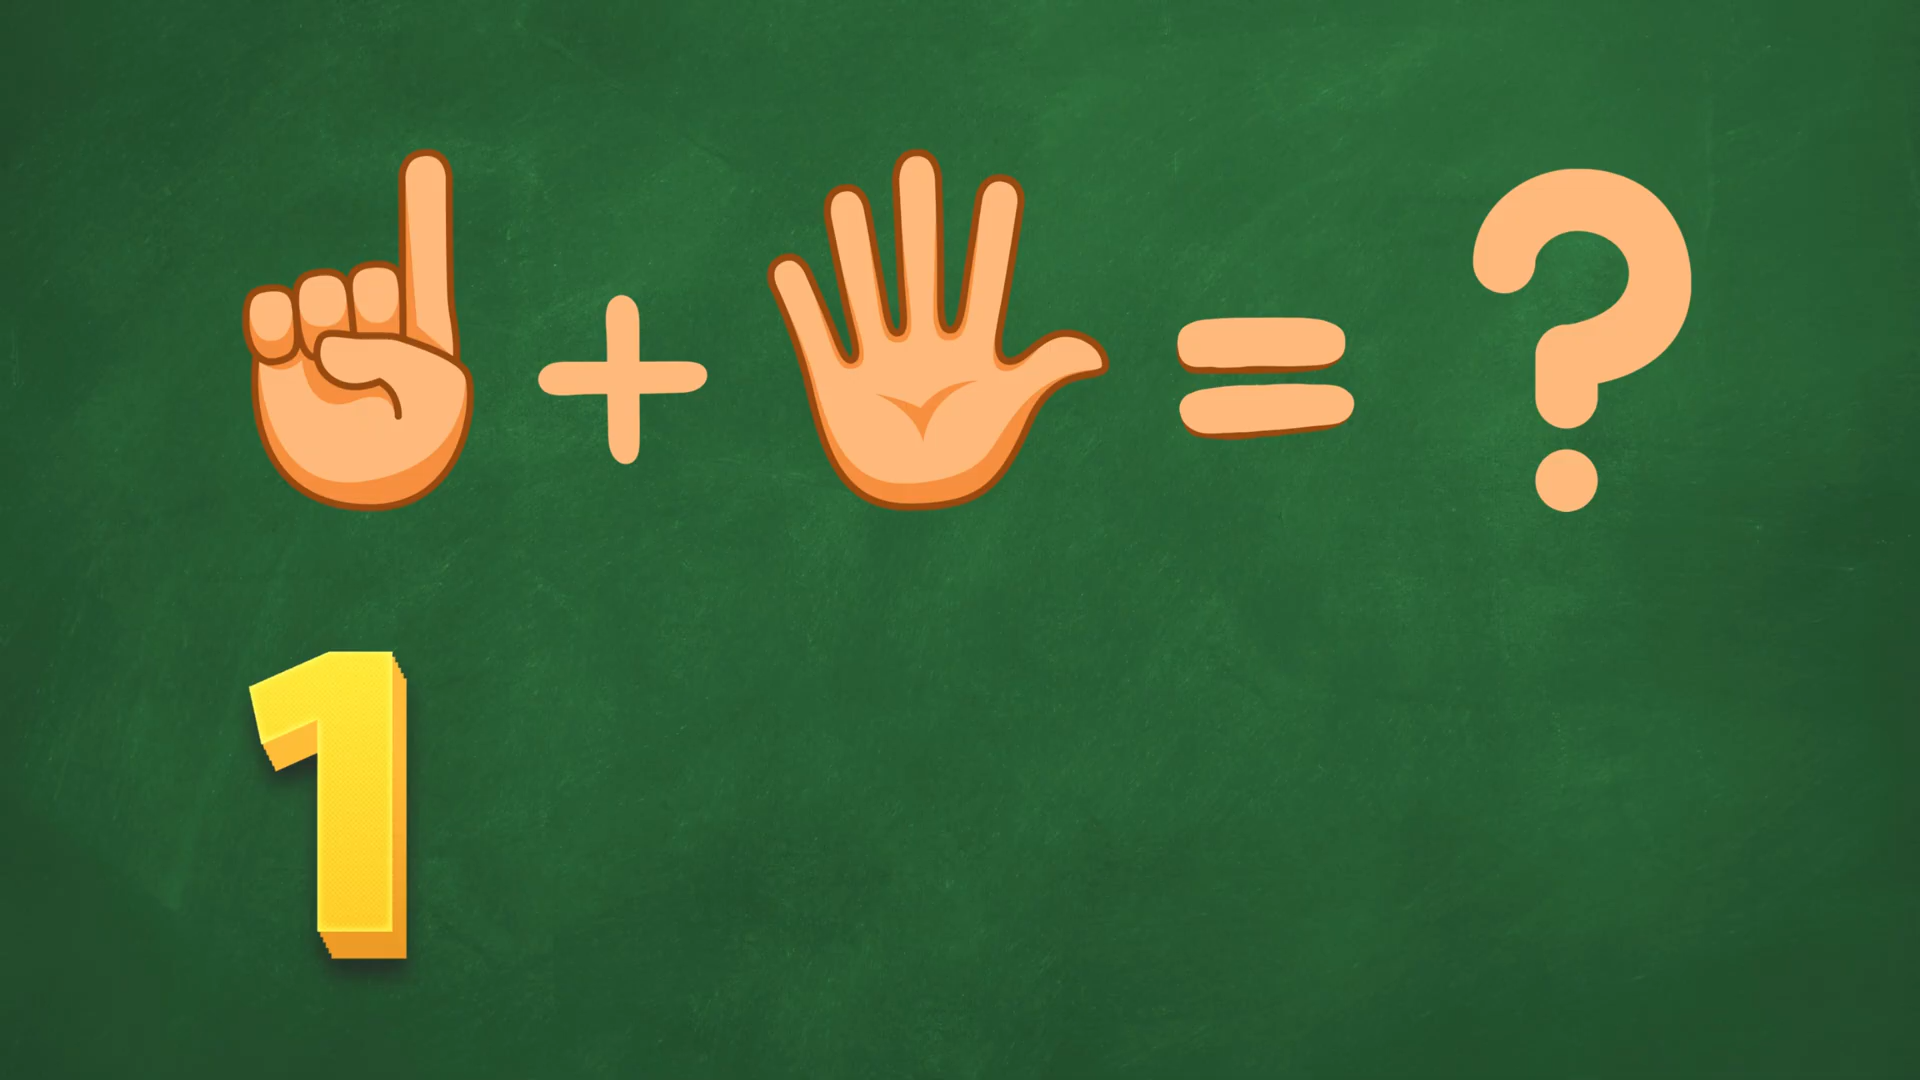 + = ?
1